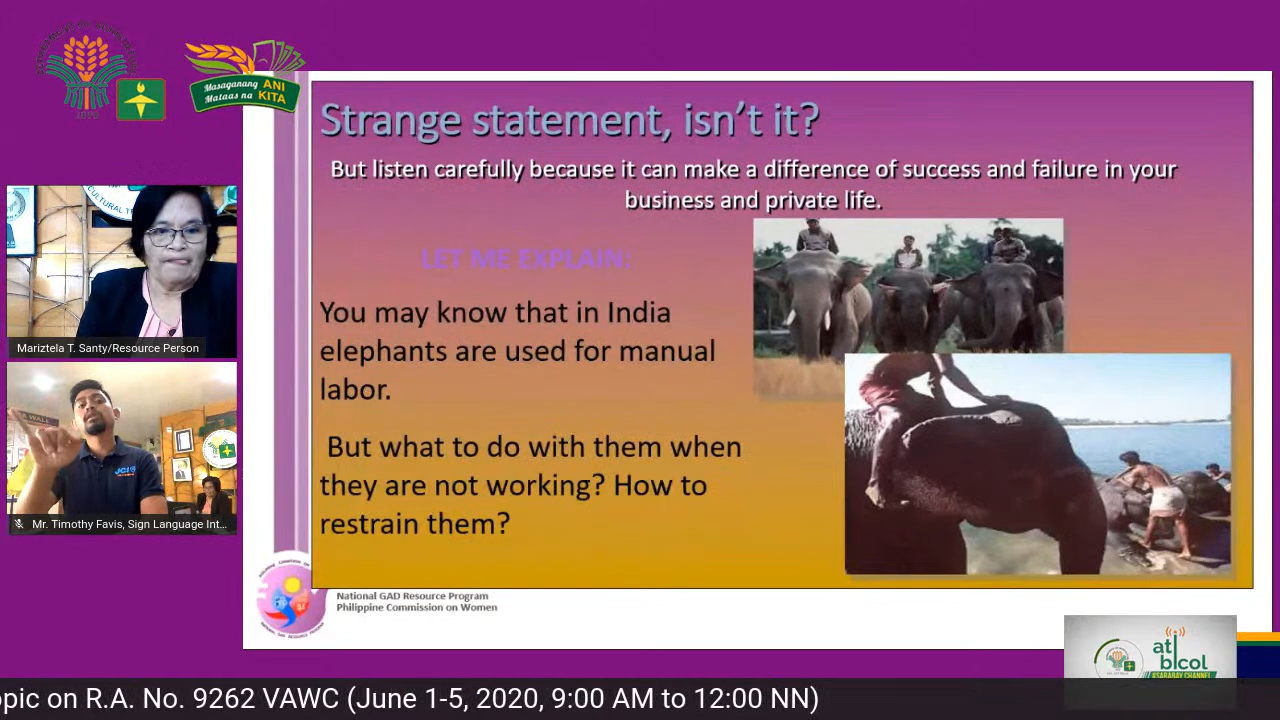 Masaganang ANI
Mataas na KITA
Strange statement, isn't it?
But listen carefully because it can make a difference of success and failure in your
business and private life.
LET ME EXPLAIN:
You may know that in India
elephants are used for manual
labor.
But what to do with them when
they are not working? How to
restrain them?
Mariztela T. Santy/Resource Person
JCI
Mr. Timothy Favis, Sign Language Int...
National GAD Resource Program
Philippine Commission on Women
ati
bicol
#SARABAY CHANNEL
opic on R.A. No. 9262 VAWC (June 1-5, 2020, 9:00 AM to 12:00 NN)